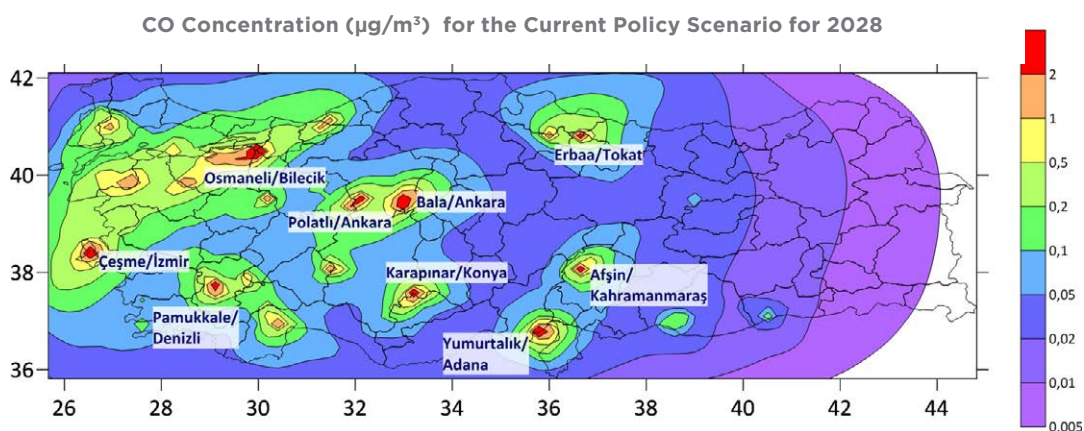 CO Concentration (µg/m³) for the Current Policy Scenario for 2028
42
40
38
36
26
28
30
32
34
36
38
40
42
44
Osmaneli/Bilecik
Erbaa/Tokat
Bala/Ankara
Polatlı/Ankara
Çeşme/İzmir
Karapınar/Konya
Afşin/
Kahramanmaraş
Pamukkale/
Denizli
Yumurtalık/
Adana
2
1
0,5
0,2
0,1
0,05
0,02
0,01
0.005